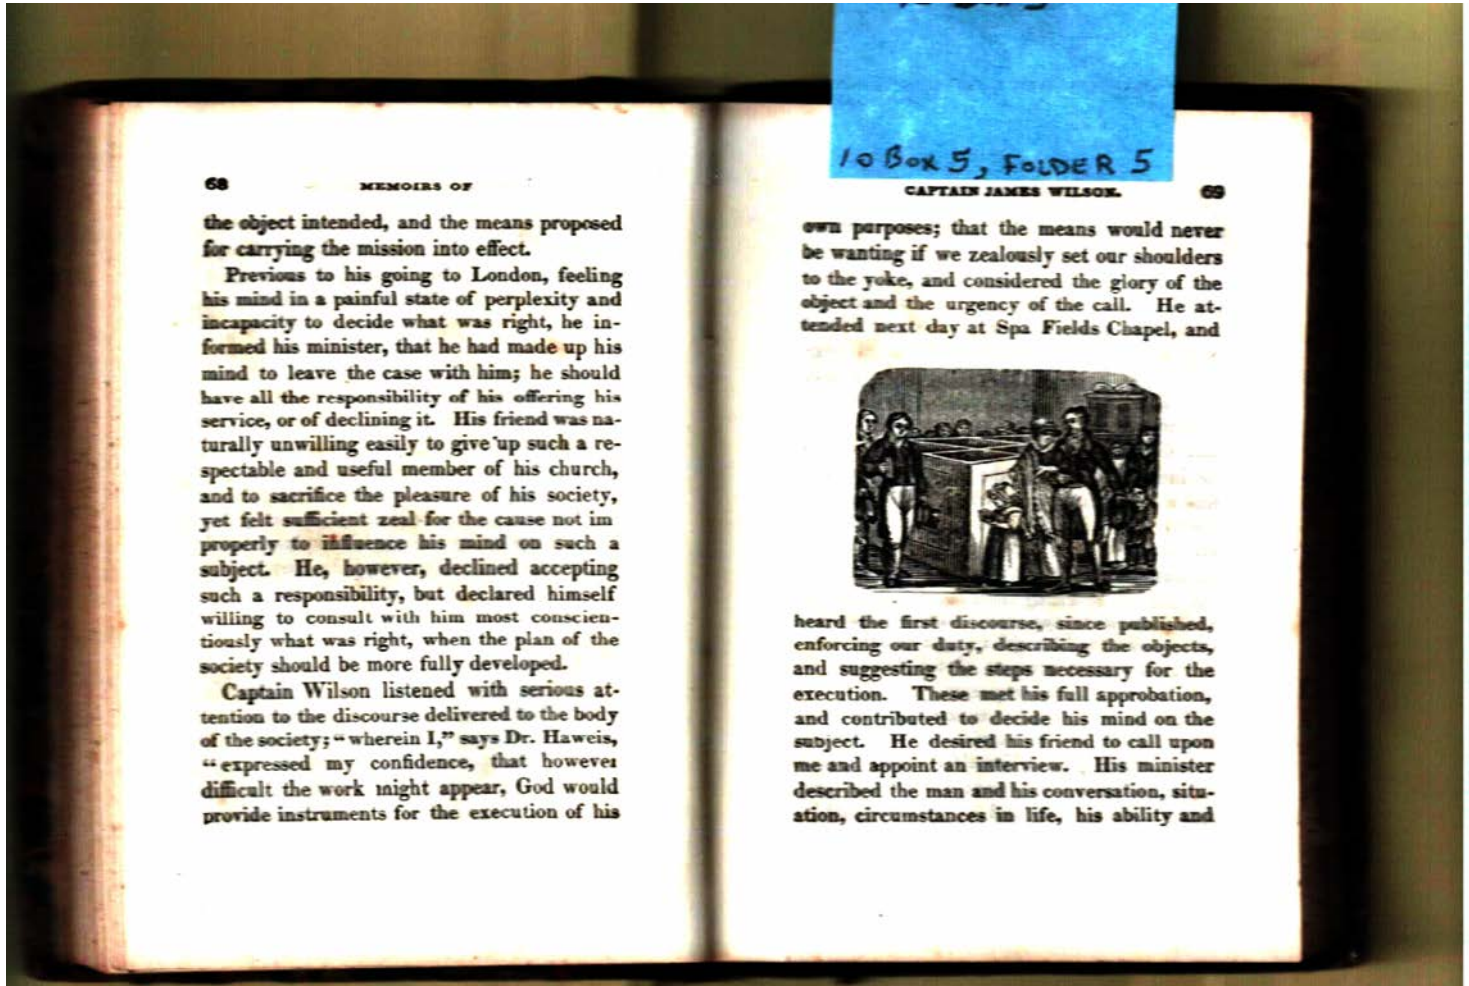 10 BOX 5, FOLDER 5
68 MEMOIRS OF
the object intended, and the means proposed
for carrying the mission into effect.
Previous to his going to London, feeling
his mind in a painful state of perplexity and
incapacity to decide what was right, he in-
formed his minister, that he had made up his
mind to leave the case with him; he should
have all the responsibility of his offering his
service, or of declining it. His friend was na-
turally unwilling easily to give up such a re-
spectable and useful member of his church,
and to sacrifice the pleasure of his society,
yet felt sufficient zeal for the cause not im
properly to influence his mind on such a
subject. He, however, declined accepting
such a responsibility, but declared himself
willing to consult with him most conscien-
tiously what was right, when the plan of the
society should be more fully developed.
Captain Wilson listened with serious at-
tention to the discourse delivered to the body
of the society; “wherein I,” says Dr. Haweis,
“expressed my confidence, that however
difficult the work might appear, God would
provide instruments for the execution of his
CAPTAIN JAMES WILSON. 69
own purposes; that the means would never
be wanting if we zealously set our shoulders
to the yoke, and considered the glory of the
object and the urgency of the call. He at-
tended next day at Spa Fields Chapel, and
heard the first discourse, since published,
enforcing our duty, describing the objects,
and suggesting the steps necessary for the
execution. These met his full approbation,
and contributed to decide his mind on the
subject. He desired his friend to call upon
me and appoint an interview. His minister
described the man and his conversation, situ-
ation, circumstances in life, his ability and